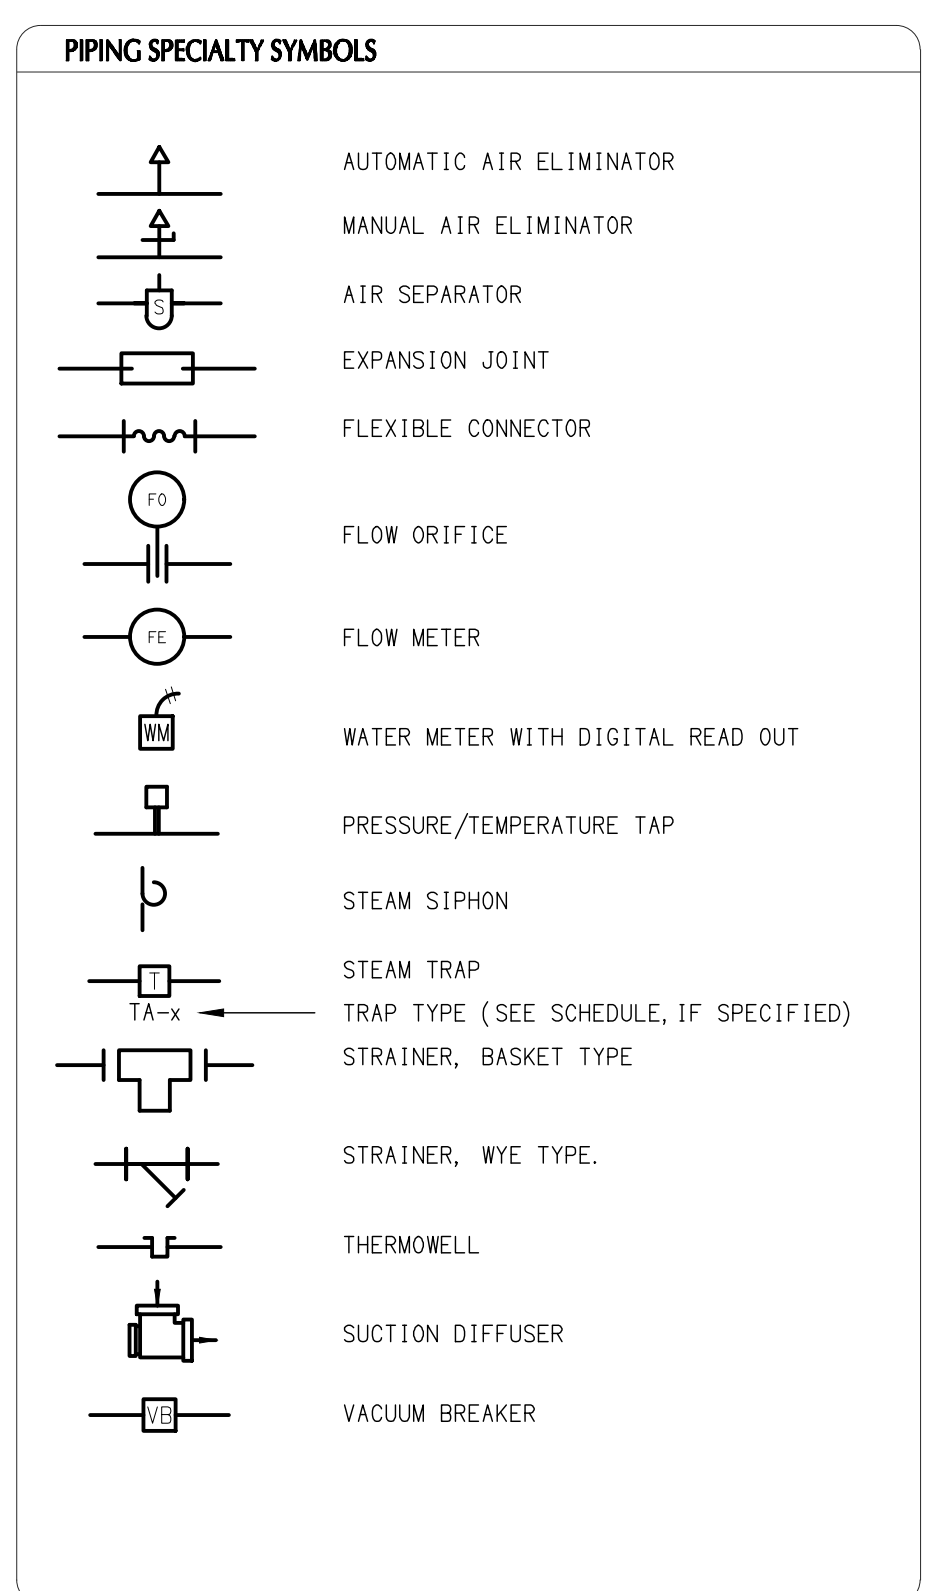 PIPING SPECIALTY SYMBOLS
AUTOMATIC AIR ELIMINATOR
MANUAL AIR ELIMINATOR
S AIR SEPARATOR
EXPANSION JOINT
FLEXIBLE CONNECTOR
FO
FLOW ORIFICE
FE FLOW METER
WM WATER METER WITH DIGITAL READ OUT
PRESSURE/TEMPERATURE TAP
STEAM SIPHON
T STEAM TRAP
TA-x TRAP TYPE (SEE SCHEDULE, IF SPECIFIED)
STRAINER, BASKET TYPE
STRAINER, WYE TYPE.
THERMOWELL
SUCTION DIFFUSER
VB VACUUM BREAKER